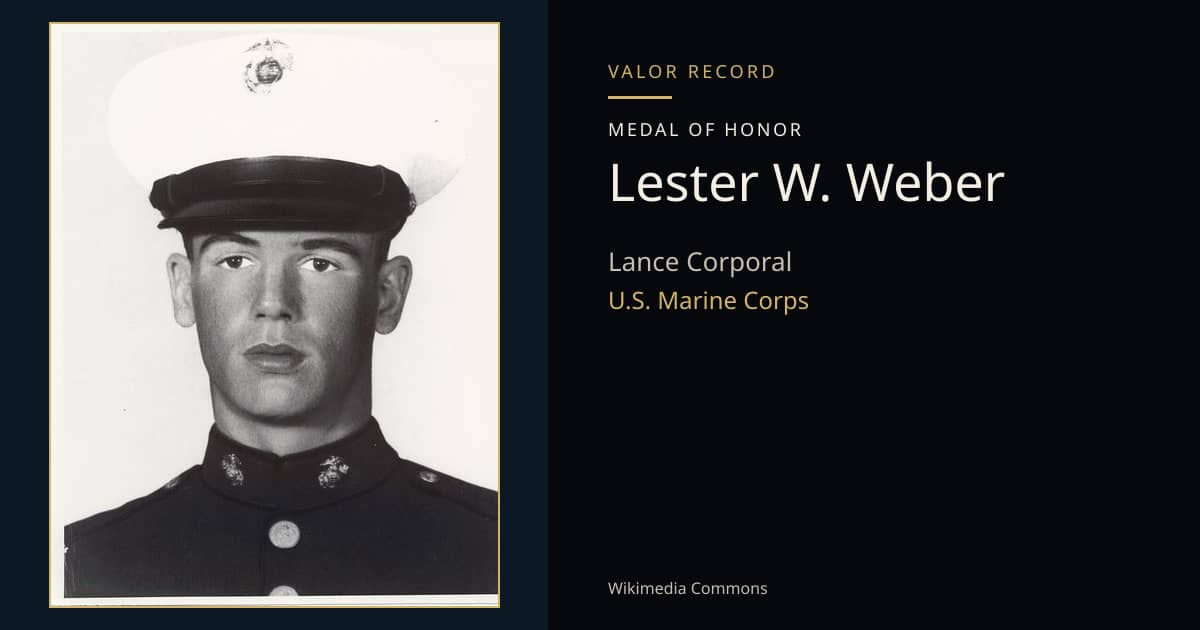 VALOR RECORD
MEDAL OF HONOR
Lester W. Weber
Lance Corporal
U.S. Marine Corps
Wikimedia Commons